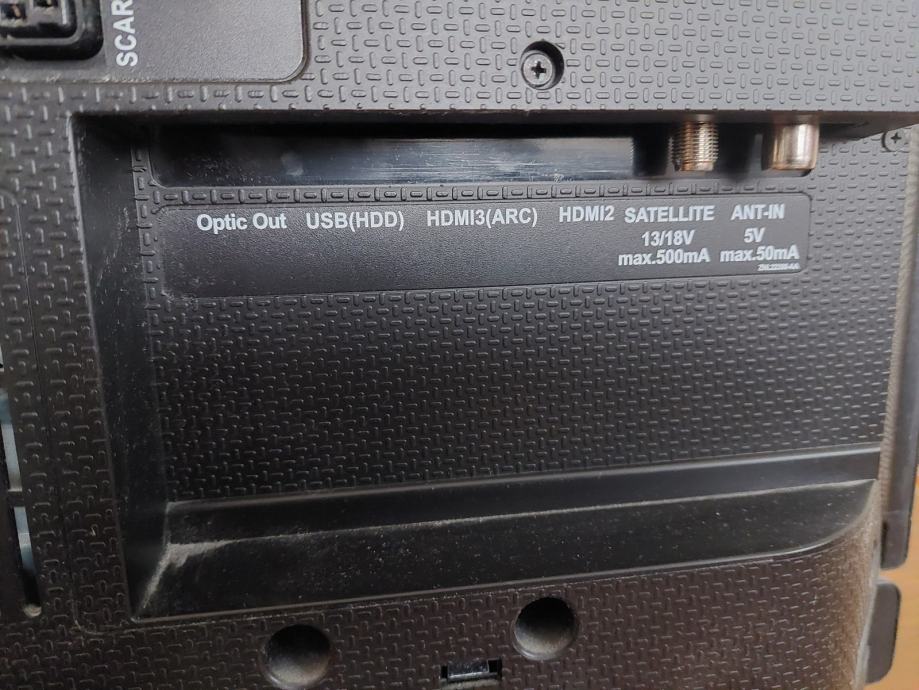 SCAR
Optic Out USB(HDD) HDMI3(ARC) HDMI2 SATELLITE ANT-IN
13/18V 5V
max.500mA max.50mA